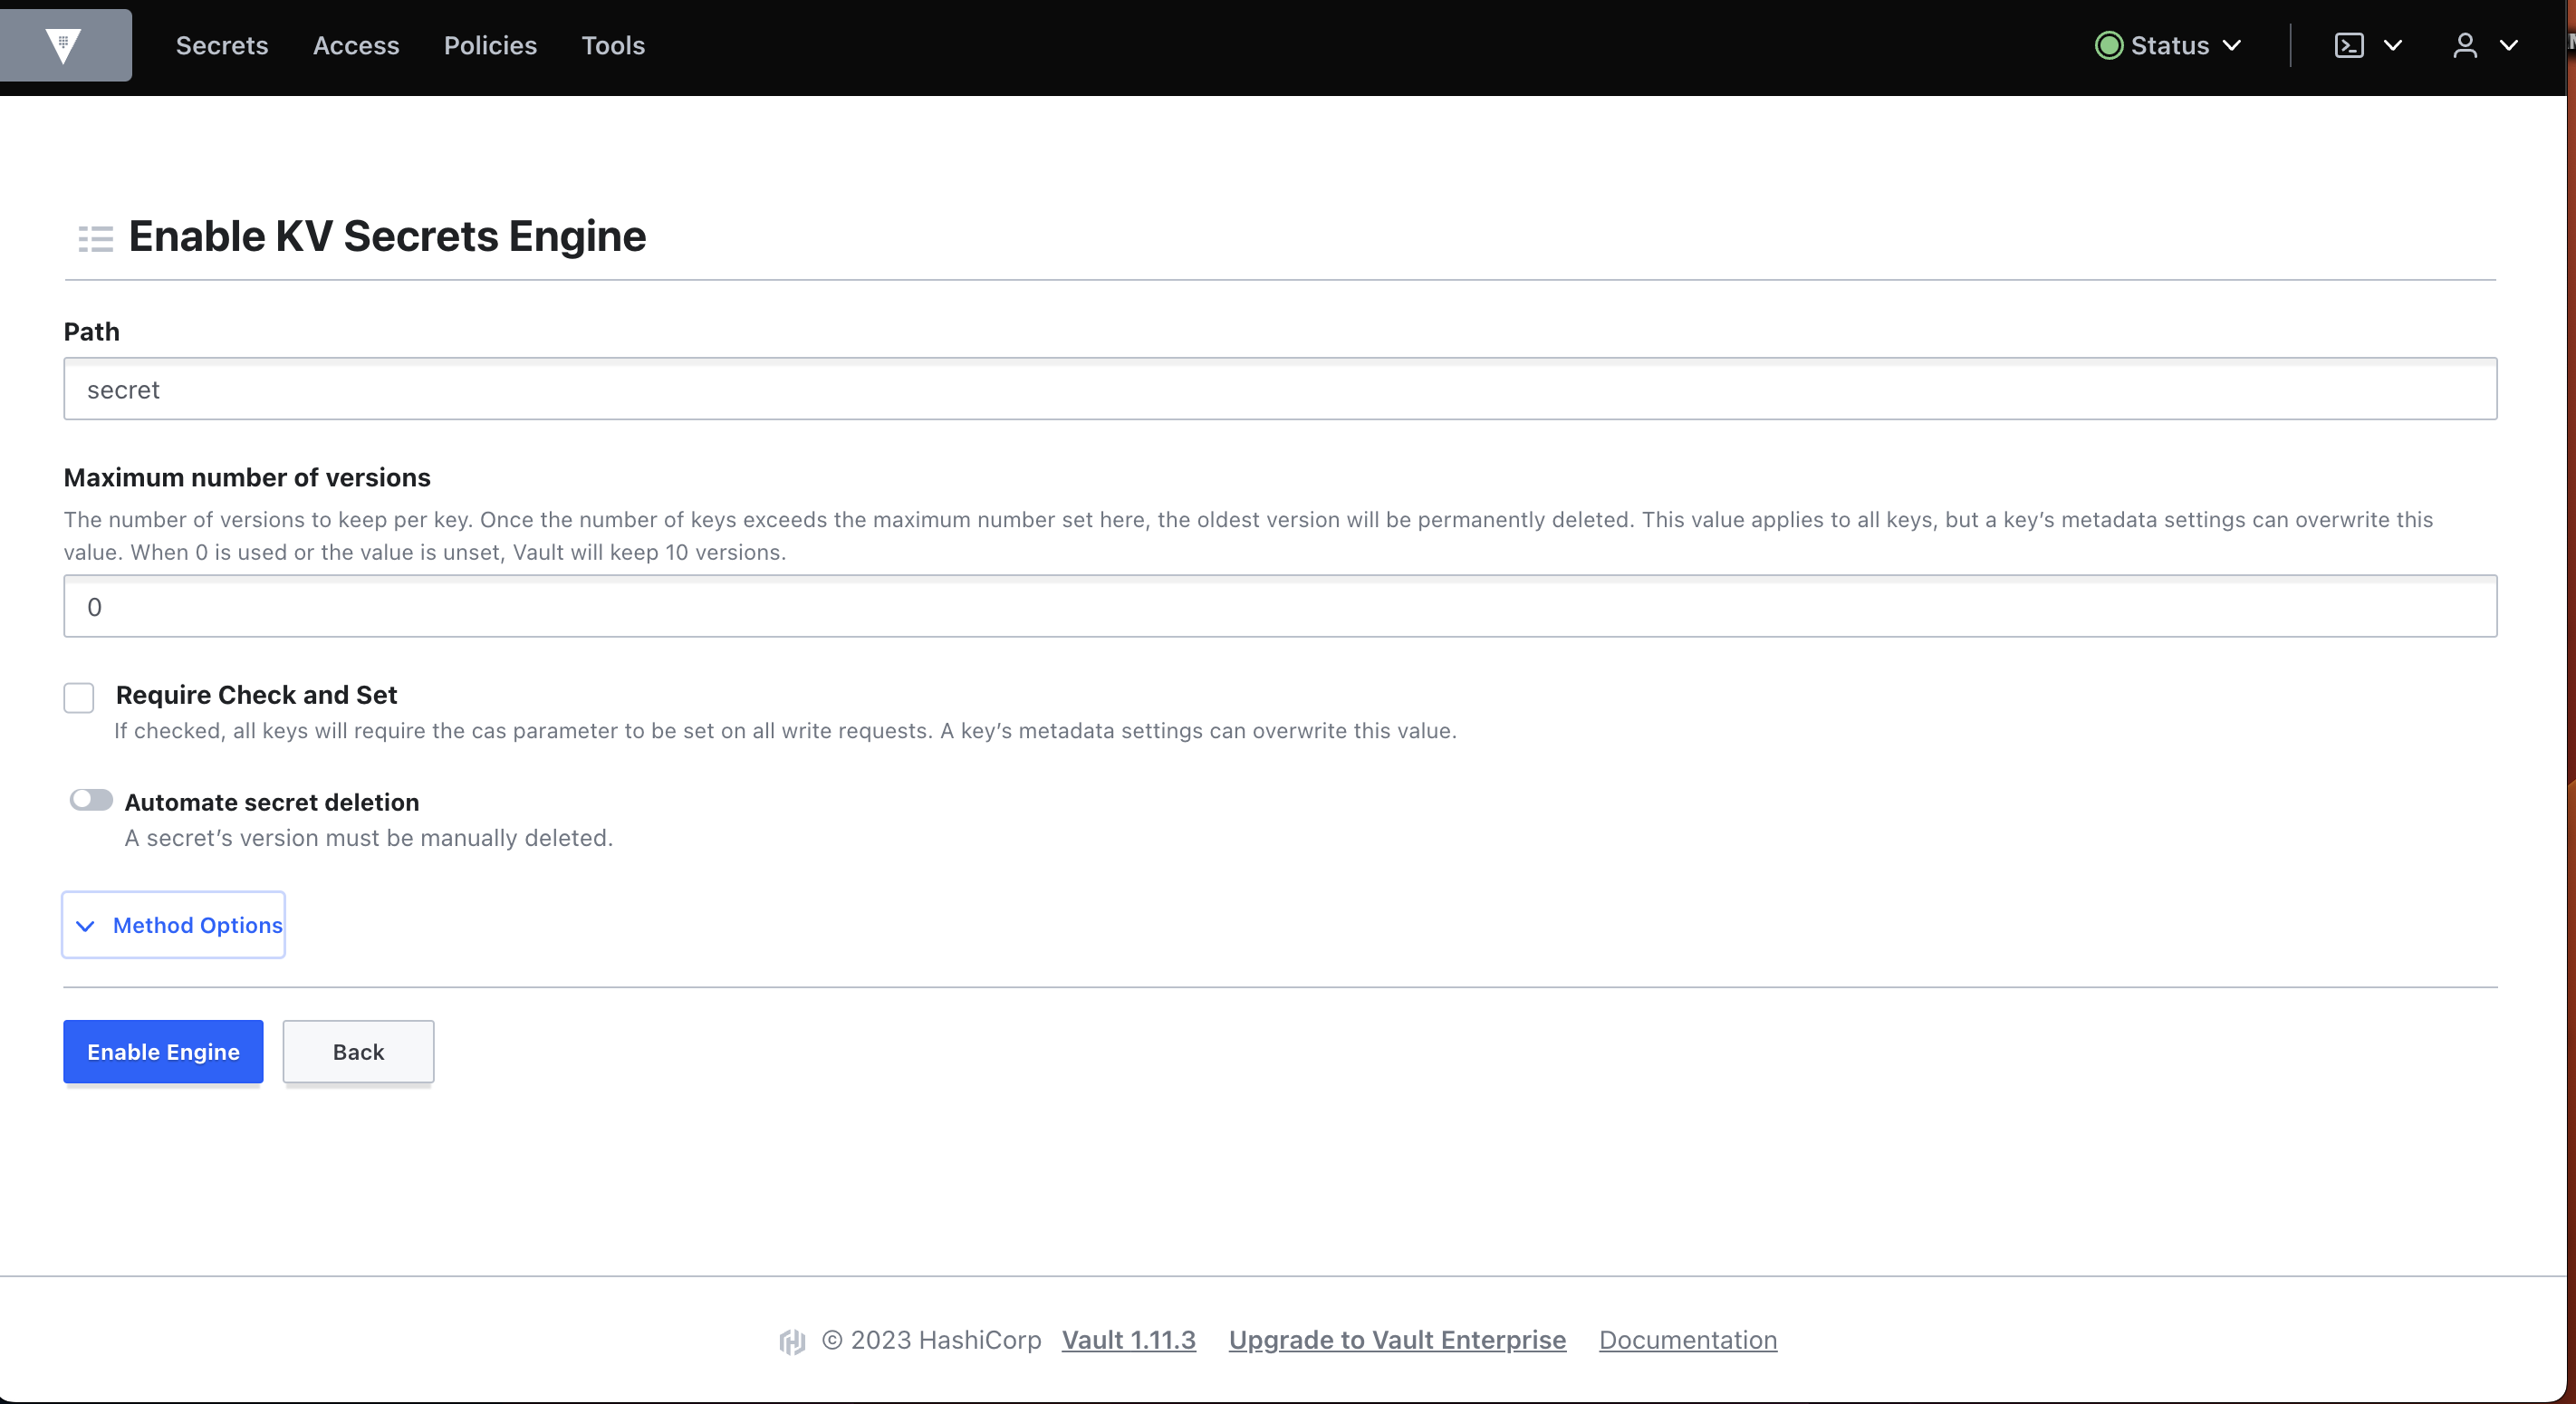 Secrets Access Policies Tools Status
Enable KV Secrets Engine
Path
secret
Maximum number of versions
The number of versions to keep per key. Once the number of keys exceeds the maximum number set here, the oldest version will be permanently deleted. This value applies to all keys, but a key’s metadata settings can overwrite this
value. When 0 is used or the value is unset, Vault will keep 10 versions.
0
Require Check and Set
If checked, all keys will require the cas parameter to be set on all write requests. A key’s metadata settings can overwrite this value.
Automate secret deletion
A secret’s version must be manually deleted.
Method Options
Enable Engine Back
© 2023 HashiCorp Vault 1.11.3 Upgrade to Vault Enterprise Documentation